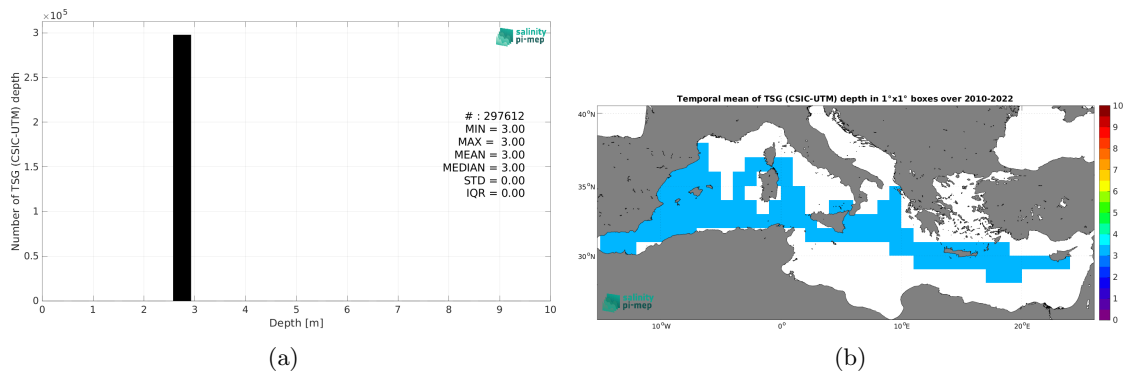 ×10⁵
3
2.5
2
1.5
1
0.5
0
Number of TSG (CSIC-UTM) depth
salinity
pi-mep
# : 297612
MIN = 3.00
MAX = 3.00
MEAN = 3.00
MEDIAN = 3.00
STD = 0.00
IQR = 0.00
0 1 2 3 4 5 6 7 8 9 10
Depth [m]
(a)
Temporal mean of TSG (CSIC-UTM) depth in 1°x1° boxes over 2010-2022
40°N
35°N
30°N
salinity
pi-mep
10°W 0° 10°E 20°E
10
9
8
7
6
5
4
3
2
1
0
(b)